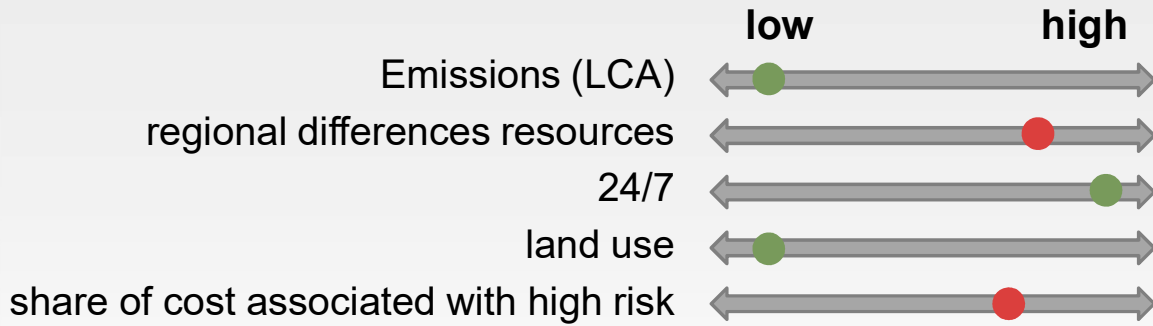 low high
Emissions (LCA)
regional differences resources
24/7
land use
share of cost associated with high risk